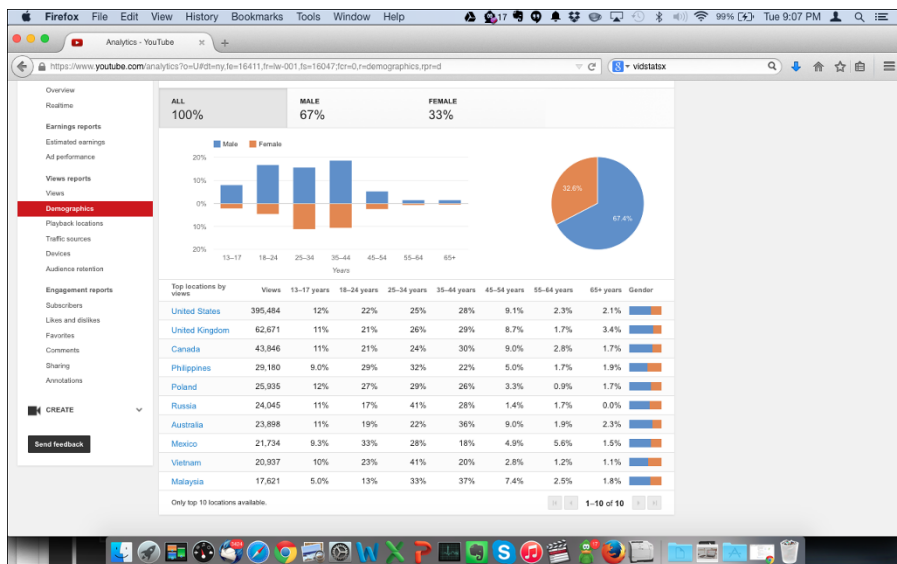 Firefox File Edit View History Bookmarks Tools Window Help 17 99% Tue 9:07 PM
Analytics - YouTube × +
https://www.youtube.com/analytics?o=U#dt=ny,fe=16411,fr=lw-001,fs=16047;fcr=0,r=demographics,rpr=d vidstatsx
Overview
Realtime
Earnings reports
Estimated earnings
Ad performance
Views reports
Views
Demographics
Playback locations
Traffic sources
Devices
Audience retention
Engagement reports
Subscribers
Likes and dislikes
Favorites
Comments
Sharing
Annotations
CREATE
Send feedback
ALL MALE FEMALE
100% 67% 33%
Male Female
20%
10%
0%
10%
20%
13–17 18–24 25–34 35–44 45–54 55–64 65+
Years
32.6%
67.4%
Top locations by views Views 13–17 years 18–24 years 25–34 years 35–44 years 45–54 years 55–64 years 65+ years Gender
United States 395,484 12% 22% 25% 28% 9.1% 2.3% 2.1%
United Kingdom 62,671 11% 21% 26% 29% 8.7% 1.7% 3.4%
Canada 43,846 11% 21% 24% 30% 9.0% 2.8% 1.7%
Philippines 29,180 9.0% 29% 32% 22% 5.0% 1.7% 1.9%
Poland 25,935 12% 27% 29% 26% 3.3% 0.9% 1.7%
Russia 24,045 11% 17% 41% 28% 1.4% 1.7% 0.0%
Australia 23,898 11% 19% 22% 36% 9.0% 1.9% 2.3%
Mexico 21,734 9.3% 33% 28% 18% 4.9% 5.6% 1.5%
Vietnam 20,937 10% 23% 41% 20% 2.8% 1.2% 1.1%
Malaysia 17,621 5.0% 13% 33% 37% 7.4% 2.5% 1.8%
Only top 10 locations available. 1–10 of 10